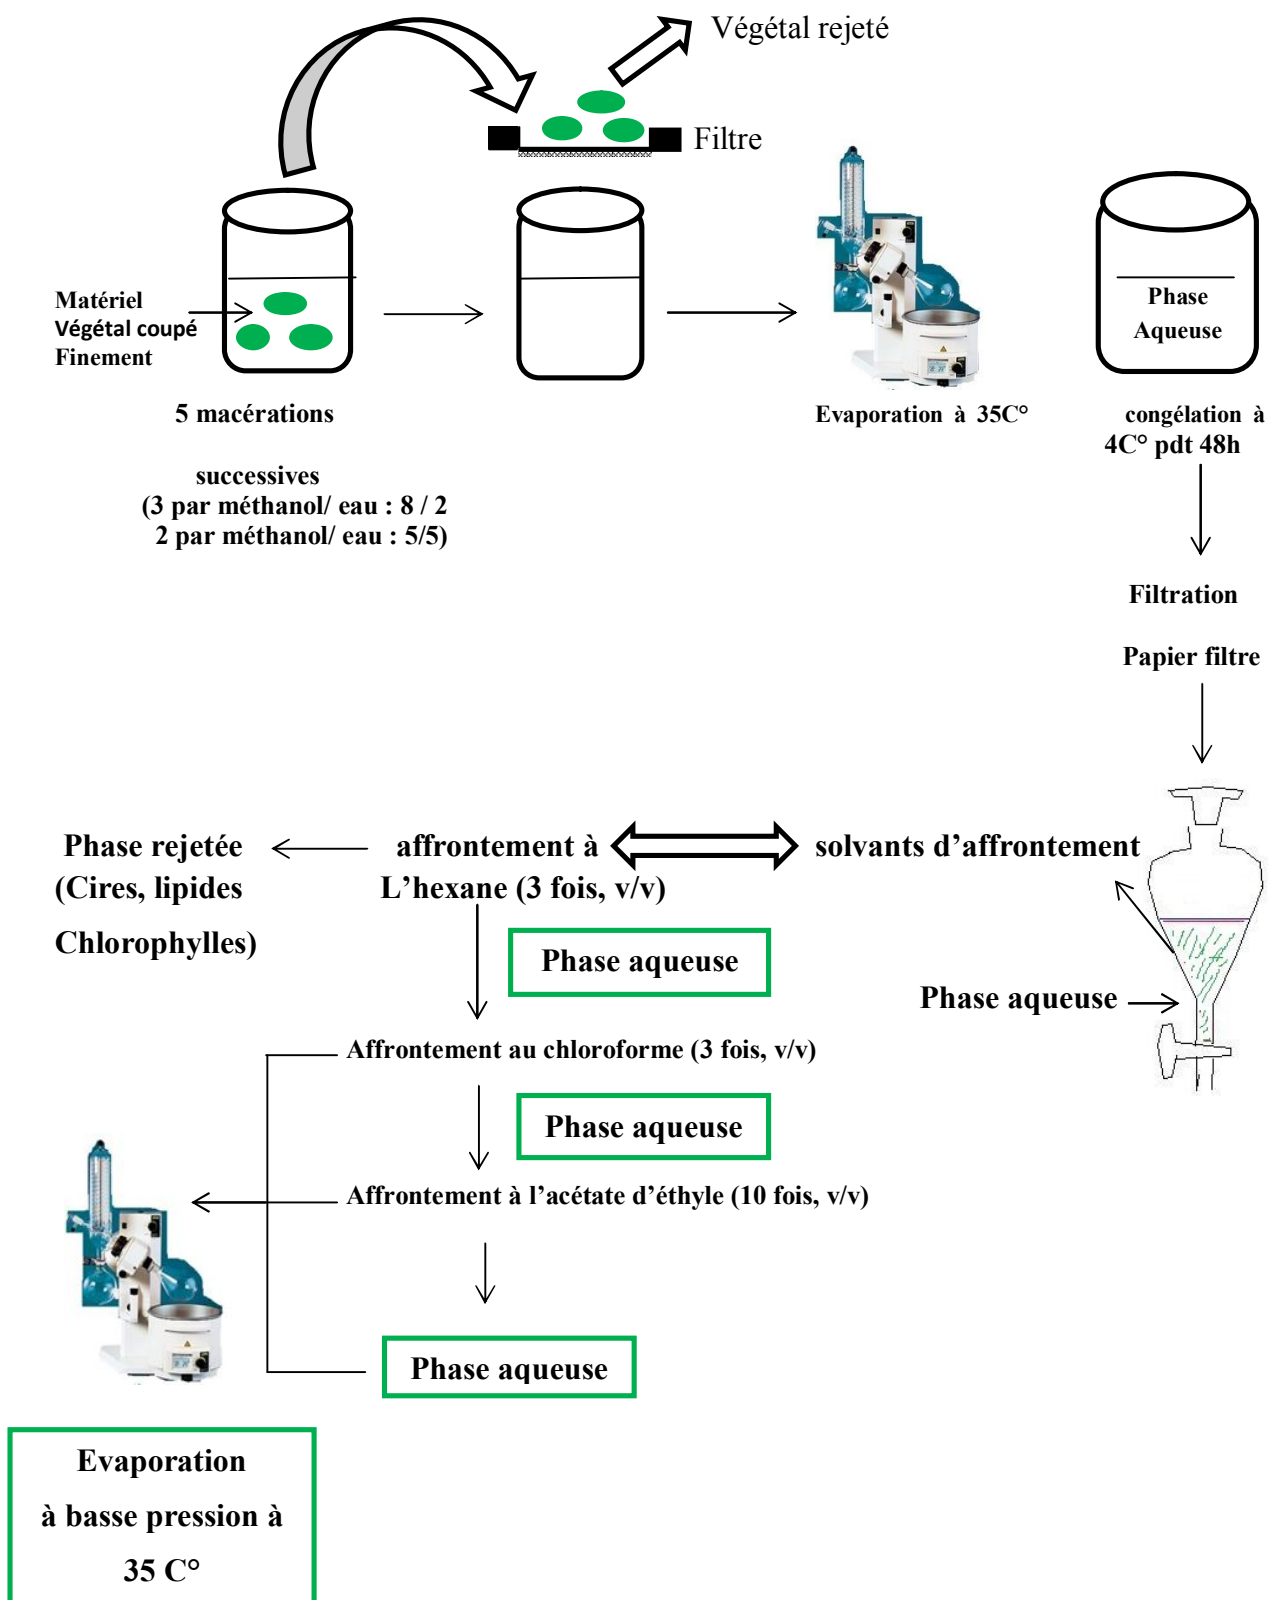 Végétal rejeté
Filtre
Matériel
Végétal coupé
Finement
Phase
Aqueuse
5 macérations
successives
(3 par méthanol/ eau : 8 / 2
2 par méthanol/ eau : 5/5)
Evaporation à 35C°
congélation à
4C° pdt 48h
Filtration
Papier filtre
Phase rejetée
(Cires, lipides
Chlorophylles)
affrontement à
L’hexane (3 fois, v/v)
solvants d’affrontement
Phase aqueuse
Phase aqueuse
Affrontement au chloroforme (3 fois, v/v)
Phase aqueuse
Affrontement à l’acétate d’éthyle (10 fois, v/v)
Phase aqueuse
Evaporation
à basse pression à
35 C°